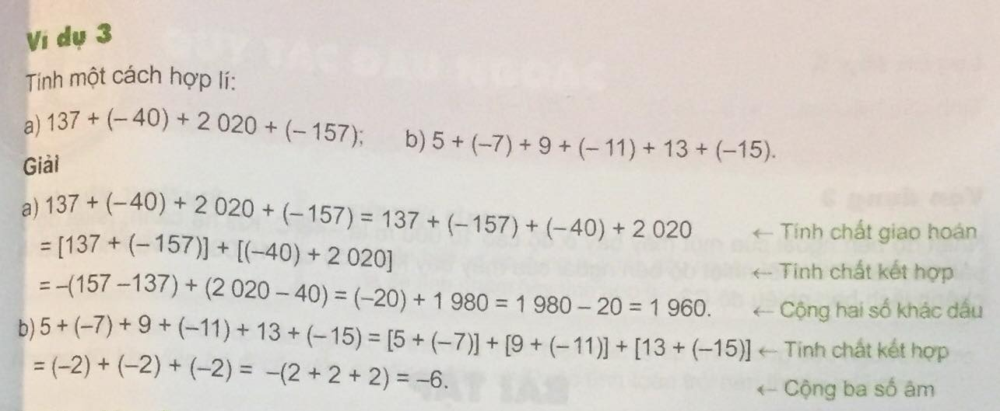 Ví dụ 3
Tính một cách hợp lí:
a) 137 + (– 40) + 2 020 + (– 157); b) 5 + (–7) + 9 + (– 11) + 13 + (–15).
Giải
a) 137 + (–40) + 2 020 + (– 157) = 137 + (–157) + (–40) + 2 020 ← Tính chất giao hoán
= [137 + (– 157)] + [(–40) + 2 020] ← Tính chất kết hợp
= –(157 –137) + (2 020 – 40) = (–20) + 1 980 = 1 980 – 20 = 1 960. ← Cộng hai số khác dấu
b) 5 + (–7) + 9 + (–11) + 13 + (– 15) = [5 + (–7)] + [9 + (–11)] + [13 + (–15)] ← Tính chất kết hợp
= (–2) + (–2) + (–2) = –(2 + 2 + 2) = –6. ← Cộng ba số âm